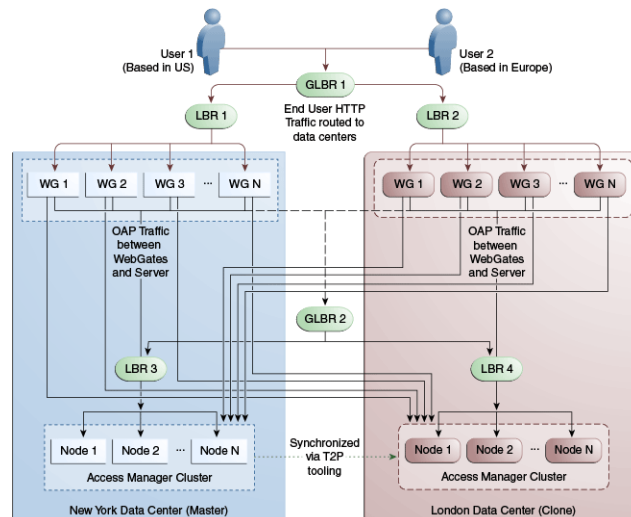 User 1
(Based in US)
User 2
(Based in Europe)
GLBR 1
End User HTTP
Traffic routed to
data centers
LBR 1
LBR 2
WG 1
WG 2
WG 3
...
WG N
WG 1
WG 2
WG 3
...
WG N
OAP Traffic
between
WebGates
and Server
OAP Traffic
between
WebGates
and Server
GLBR 2
LBR 3
LBR 4
Node 1
Node 2
...
Node N
Access Manager Cluster
Synchronized
via T2P
tooling
Node 1
Node 2
...
Node N
Access Manager Cluster
New York Data Center (Master)
London Data Center (Clone)